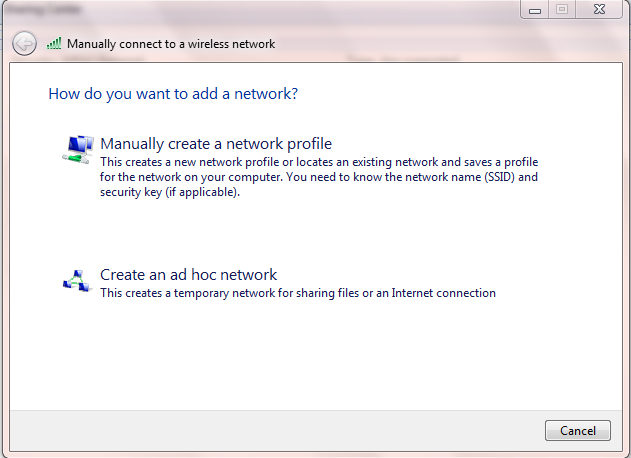 Sharing Center
Manually connect to a wireless network
How do you want to add a network?
Manually create a network profile
This creates a new network profile or locates an existing network and saves a profile
for the network on your computer. You need to know the network name (SSID) and
security key (if applicable).
Create an ad hoc network
This creates a temporary network for sharing files or an Internet connection
Cancel